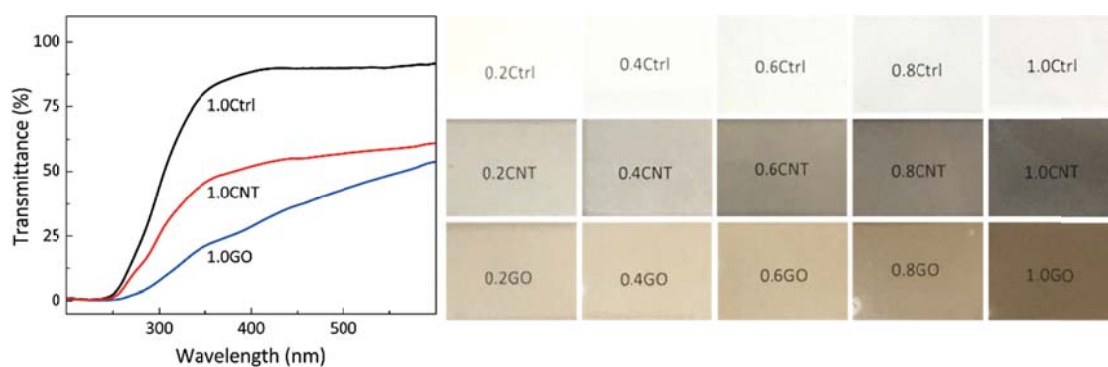 100
75
50
25
0
Transmittance (%)
1.0Ctrl
1.0CNT
1.0GO
300
400
500
Wavelength (nm)
0.2Ctrl
0.4Ctrl
0.6Ctrl
0.8Ctrl
1.0Ctrl
0.2CNT
0.4CNT
0.6CNT
0.8CNT
1.0CNT
0.2GO
0.4GO
0.6GO
0.8GO
1.0GO